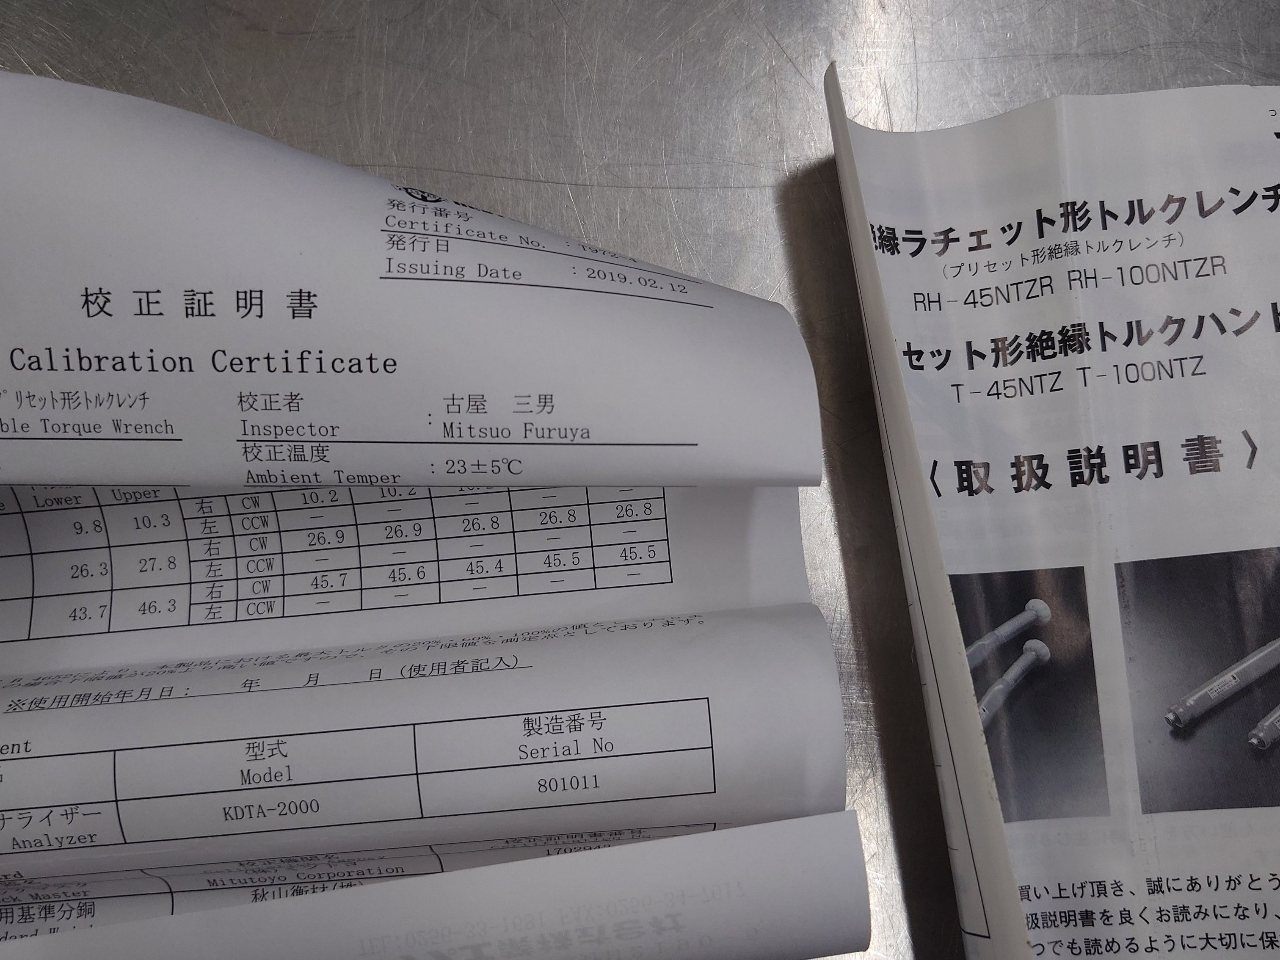 発行番号
Certificate No. :
発行日
Issuing Date : 2019.02.12
校正証明書
Calibration Certificate
プリセット形トルクレンチ
ble Torque Wrench
校正者
Inspector
:
古屋 三男
Mitsuo Furuya
校正温度
Ambient Temper : 23±5℃
Lower Upper 右 CW 10.2 10.2
9.8 10.3 左 CCW — — — — —
右 CW 26.9 26.9 26.8 26.8 26.8
26.3 27.8 左 CCW — — — — —
右 CW 45.7 45.6 45.4 45.5 45.5
43.7 46.3 左 CCW — — — — —
※使用開始年月日: 年 月 日 (使用者記入)
ent
型式
Model
製造番号
Serial No
ナライザー
Analyzer
KDTA-2000
801011
Mitutoyo Corporation
用基準分銅
絶縁ラチェット形トルクレンチ
(プリセット形絶縁トルクレンチ)
RH-45NTZR RH-100NTZR
セット形絶縁トルクハンド
T-45NTZ T-100NTZ
〈取扱説明書〉
買い上げ頂き、誠にありがとう
扱説明書を良くお読みになり、
つでも読めるように大切に保